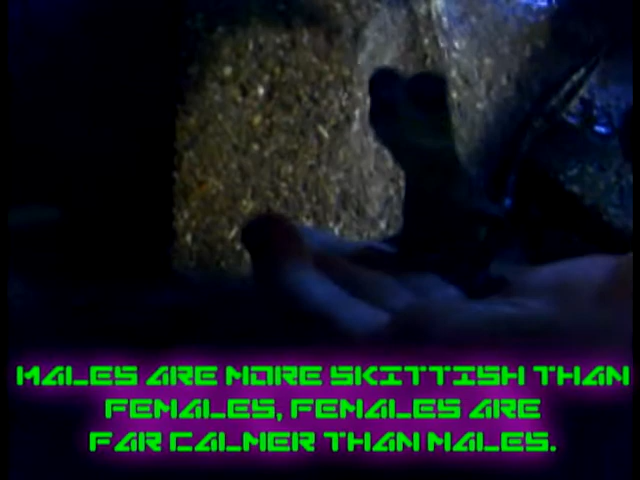 MALES ARE MORE SKITTISH THAN
FEMALES, FEMALES ARE
FAR CALMER THAN MALES.